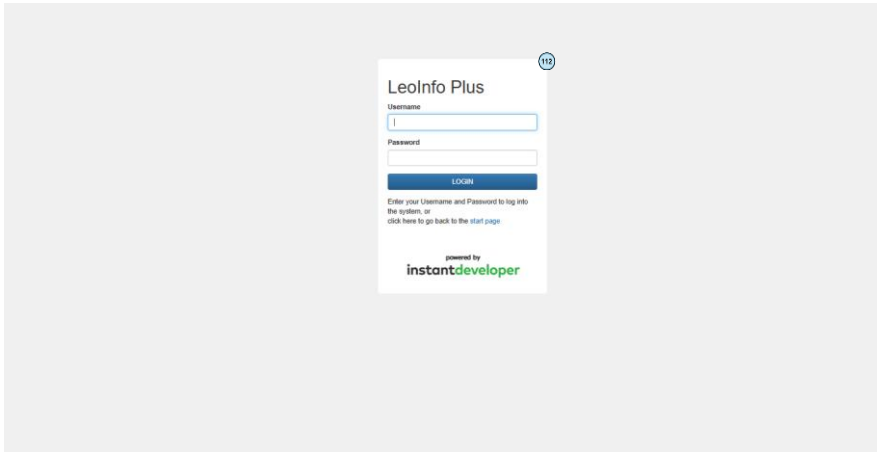 112
LeoInfo Plus
Username
Password
LOGIN
Enter your Username and Password to log into
the system, or
click here to go back to the start page
powered by
instantdeveloper